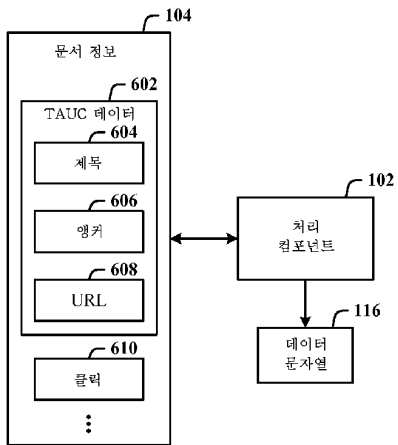 104
문서 정보
602
TAUC 데이터
604
제목
606
앵커
608
URL
610
클릭
102
처리
컴포넌트
116
데이터
문자열